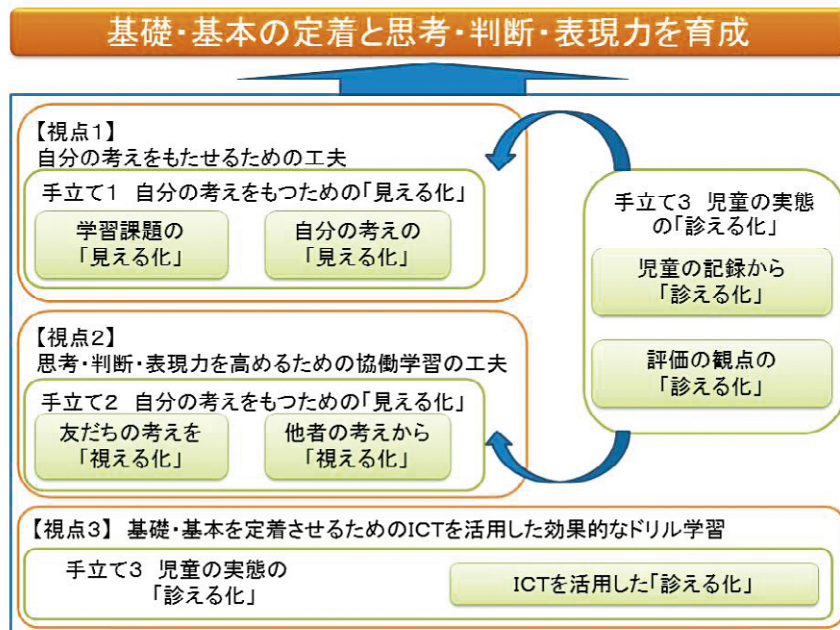 基礎・基本の定着と思考・判断・表現力を育成
【視点1】
自分の考えをもたせるための工夫
手立て1 自分の考えをもつための「見える化」
学習課題の
「見える化」
自分の考えの
「見える化」
【視点2】
思考・判断・表現力を高めるための協働学習の工夫
手立て2 自分の考えをもつための「見える化」
友だちの考えを
「視える化」
他者の考えから
「視える化」
手立て3 児童の実態
の「診える化」
児童の記録から
「診える化」
評価の観点の
「診える化」
【視点3】 基礎・基本を定着させるためのICTを活用した効果的なドリル学習
手立て3 児童の実態の
「診える化」
ICTを活用した「診える化」